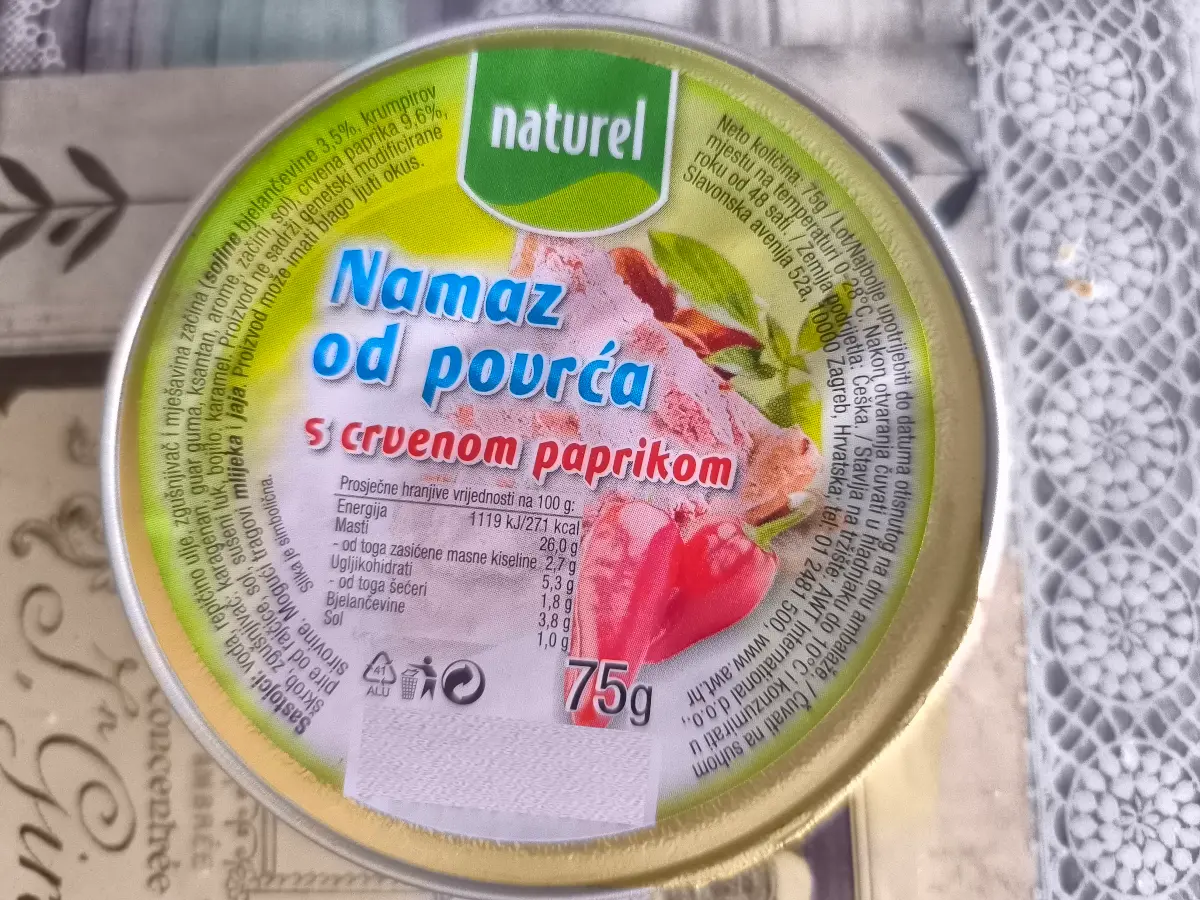 naturel
Namaz
od povrća
s crvenom paprikom
Prosječne hranjive vrijednosti na 100 g:
Energija 1119 kJ/271 kcal
Masti 26,0 g
- od toga zasićene masne kiseline 2,7 g
Ugljikohidrati 5,3 g
- od toga šećeri 1,8 g
Bjelančevine 3,8 g
Sol 1,0 g
41
ALU
75g
Sastojci: voda, repičino ulje, zgušnjivač i mješavina začina (sojine bjelančevine 3,5%, krumpirov
škrob, zgušnjivač: karagenan, guar guma, ksantan, arome, začini, sol), crvena paprika 9,6%,
pire od rajčice, sol, sušeni luk, bojilo karamel. Proizvod ne sadrži genetski modificirane
sirovine. Mogući tragovi mlijeka i jaja. Proizvod može imati blago ljuti okus.
Slika je simbolična.
Neto količina: 75g / Lot/Najbolje upotrijebiti do datuma otisnutog na dnu ambalaže / Čuvati na suhom
mjestu na temperaturi 0-28°C. Nakon otvaranja čuvati u hladnjaku do 10°C i konzumirati u
roku od 48 sati / Zemlja podrijetla: Češka. / Stavlja na tržište: AWT International d.o.o.,
Slavonska avenija 52a, 10000 Zagreb, Hrvatska, tel 01 2481 500 www.awt.hr